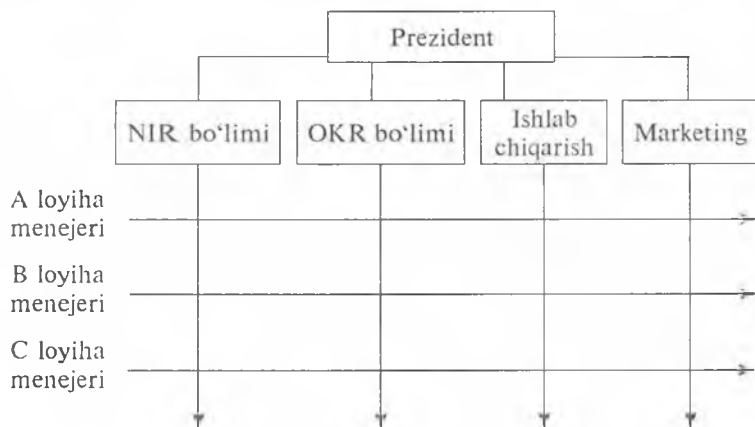 Prezident
NIR bo‘limi
OKR bo‘limi
Ishlab
chiqarish
Marketing
A loyiha
menejeri
B loyiha
menejeri
C loyiha
menejeri